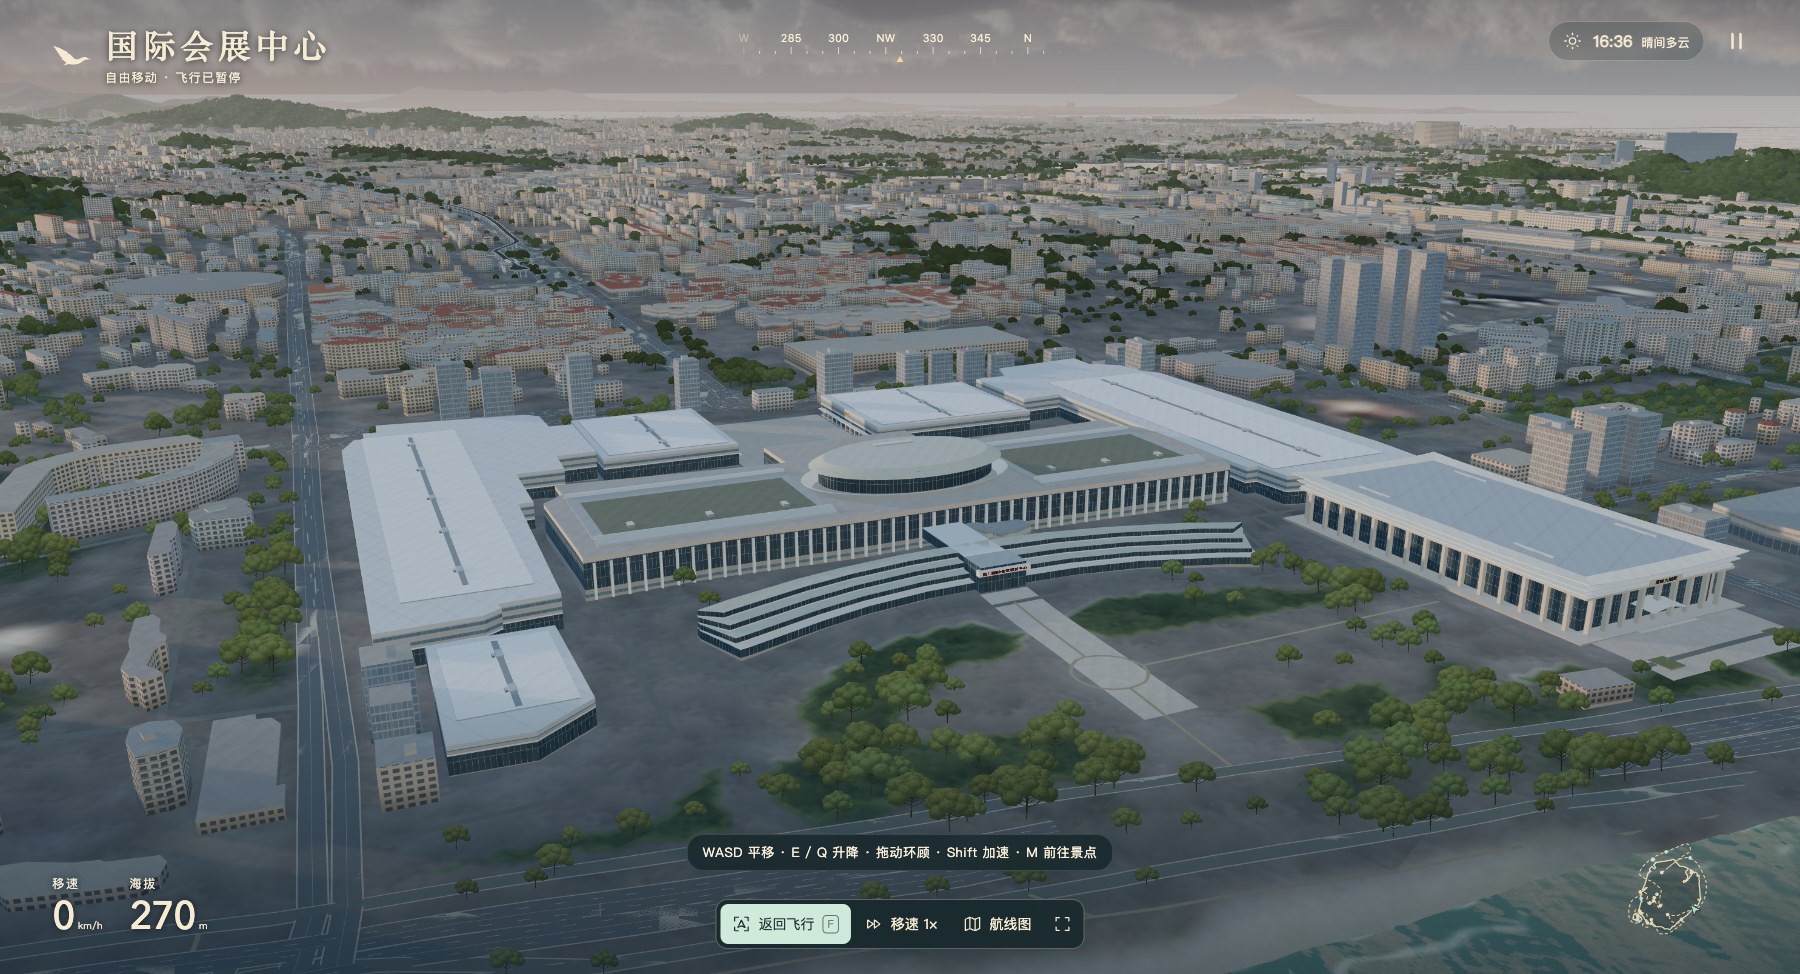 国际会展中心
自由移动 · 飞行已暂停
W 285 300 NW 330 345 N
16:36 晴间多云
WASD 平移 · E / Q 升降 · 拖动环顾 · Shift 加速 · M 前往景点
移速 海拔
0 km/h 270 m
返回飞行 F 移速 1x 航线图